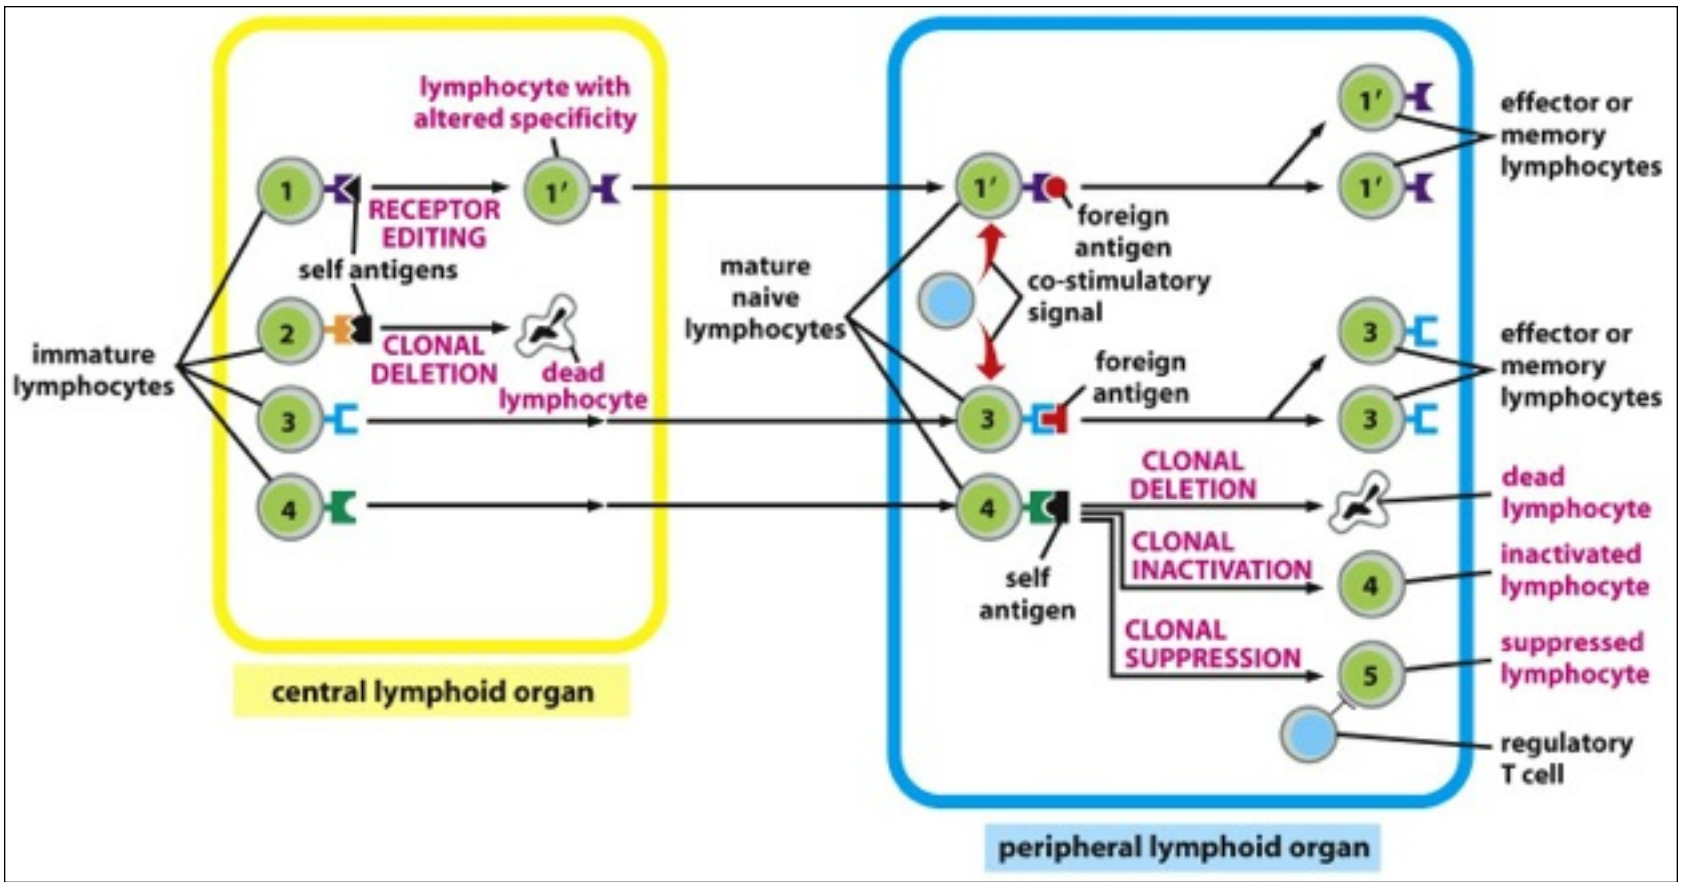 lymphocyte with
altered specificity
1
1′
RECEPTOR
EDITING
self antigens
2
CLONAL
DELETION
dead
lymphocyte
immature
lymphocytes
3
4
central lymphoid organ
mature
naive
lymphocytes
1′
foreign
antigen
co-stimulatory
signal
1′
1′
effector or
memory
lymphocytes
foreign
antigen
3
3
3
effector or
memory
lymphocytes
4
self
antigen
CLONAL
DELETION
dead
lymphocyte
CLONAL
INACTIVATION
4
inactivated
lymphocyte
CLONAL
SUPPRESSION
5
suppressed
lymphocyte
regulatory
T cell
peripheral lymphoid organ